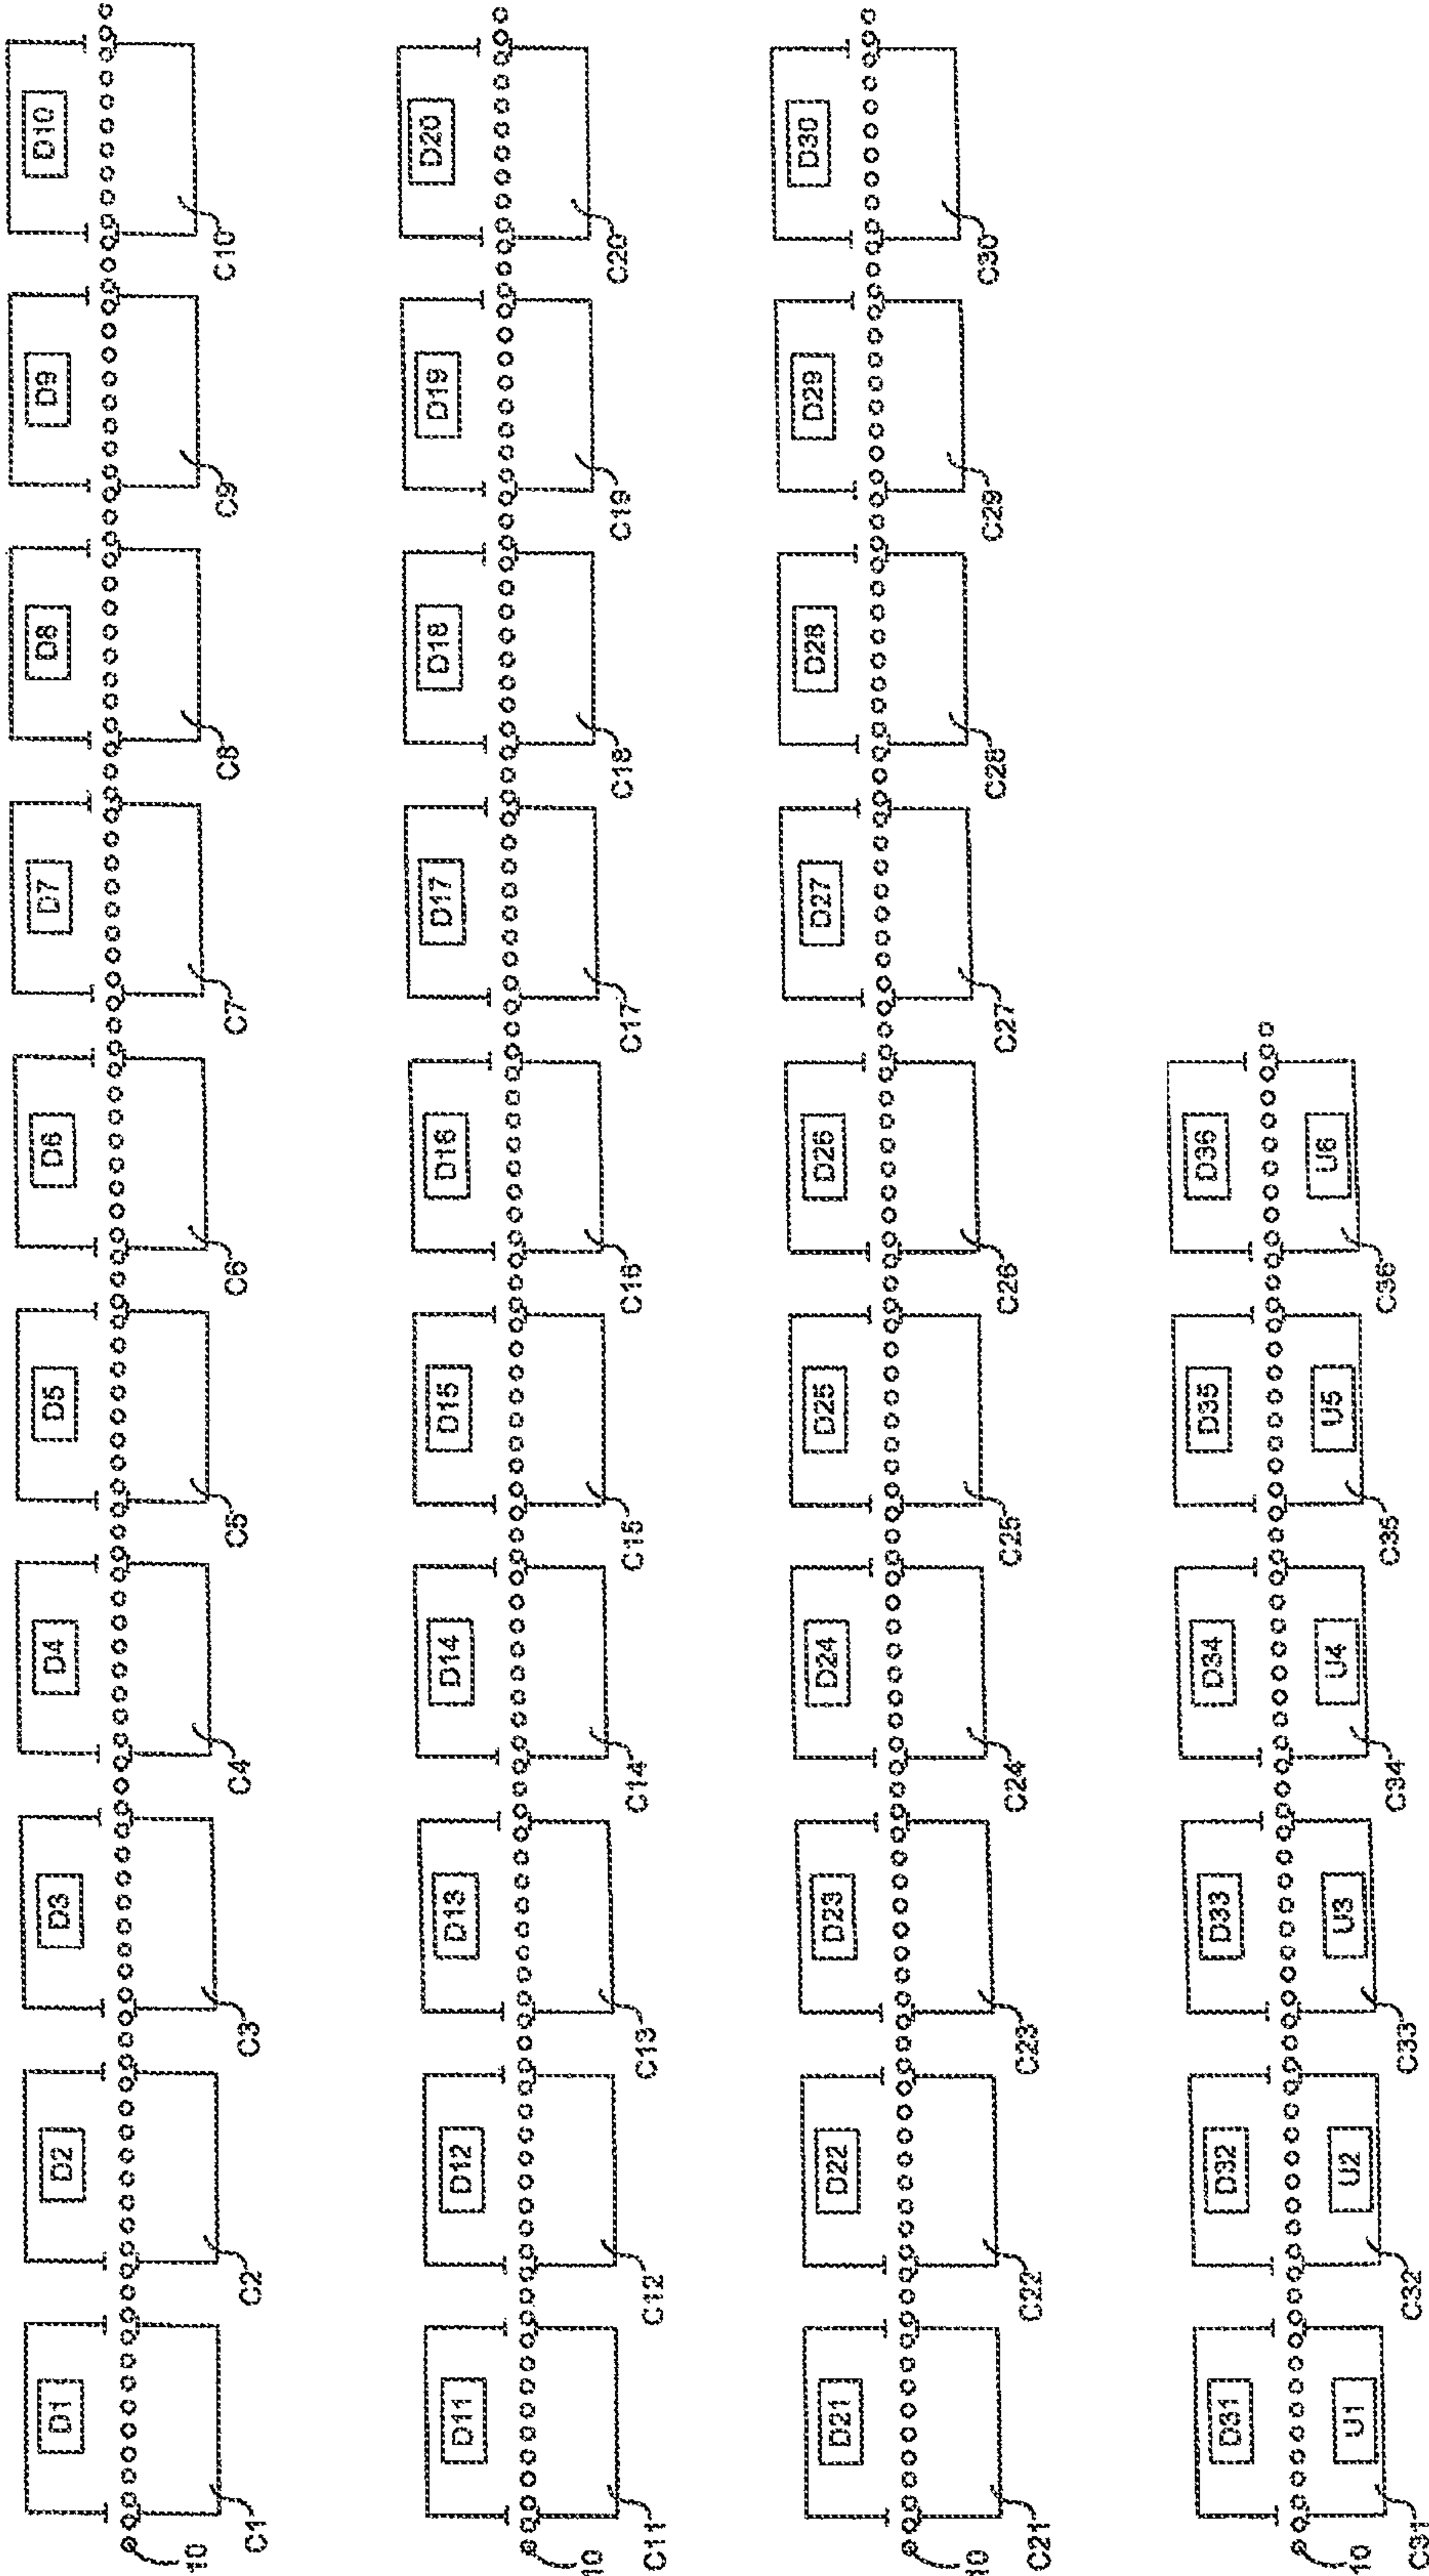 D1 D2 D3 D4 D5 D6 D7 D8 D9 D10
10 C1 C2 C3 C4 C5 C6 C7 C8 C9 C10
D11 D12 D13 D14 D15 D16 D17 D18 D19 D20
10 C11 C12 C13 C14 C15 C16 C17 C18 C19 C20
D21 D22 D23 D24 D25 D26 D27 D28 D29 D30
10 C21 C22 C23 C24 C25 C26 C27 C28 C29 C30
D31 D32 D33 D34 D35 D36
U1 U2 U3 U4 U5 U6
10 C31 C32 C33 C34 C35 C36